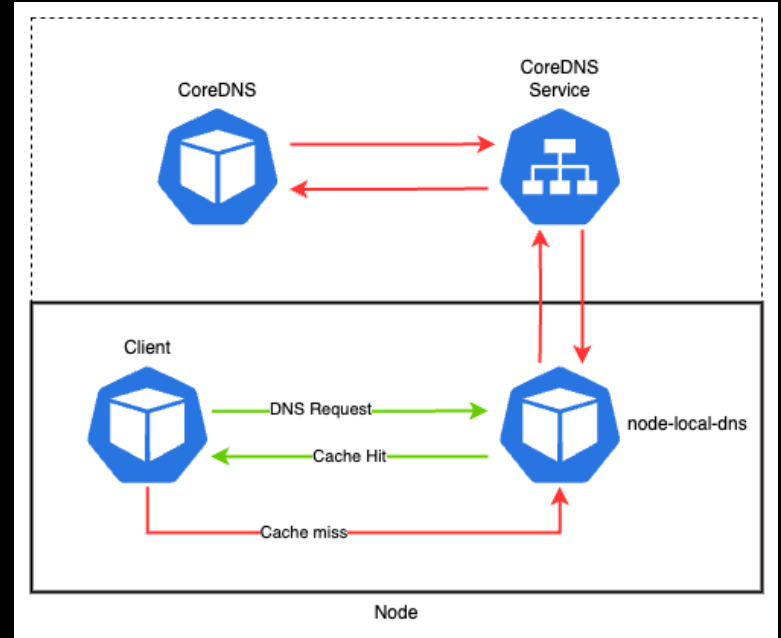 CoreDNS
CoreDNS
Service
Client
DNS Request
node-local-dns
Cache Hit
Cache miss
Node